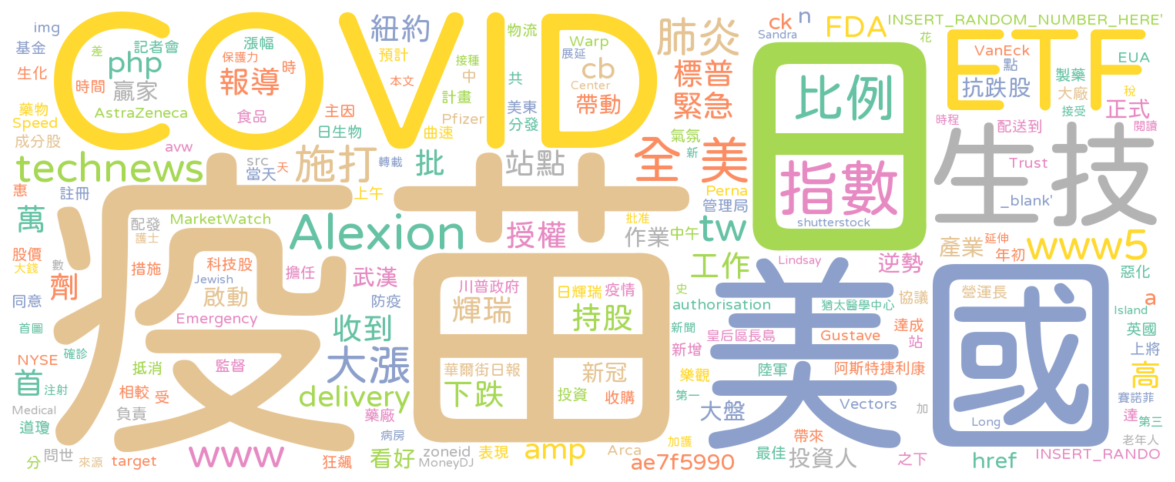 COVID
img
紐約
預計
差
接種
物流
Warp
展延
肺炎
ck
n
Sandra
FDA
花
INSERT_RANDOM_NUMBER_HERE'
ETF
VanEck
點
EUA
基金
記者會
漲幅
保護力
php
時
報導
贏家
生化
時間
本文
中
共
cb
Center
標普
緊急
日
比例
指數
抗跌股
製藥
大廠
稅
接受
正式
閱讀
藥物
Speed
AstraZeneca
食品
主因
日生物
計畫
曲速
Pfizer
美東
分發
帶動
氣氛
新
時程
配送到
成分股
avw
technews
src
當天
天
施打
轉載
批
站點
全
美
Perna
管理局
shutterstock
生技
Trust
_blank'
惠
註冊
上午
萬
配發
護士
MarketWatch
疫苗
Alexion
授權
批准
作業
中午
tw
產業
延伸
年初
www5
股價
大錢
數
措施
科技股
Jewish
擔任
武漢
川普政府
日輝瑞
疫情
工作
史
Lindsay
逆勢
營運長
惡化
劑
啟動
防疫
輝瑞
持股
authorisation
猶太醫學中心
協議
a
Island
同意
首圖
Emergency
收到
新聞
皇后區長島
Gustave
達成
站
英國
NYSE
確診
抵消
監督
大漲
華爾街日報
新冠
新增
陸軍
阿斯特捷利康
美
國
上將
首
注射
相較
受
delivery
下跌
投資
收購
樂觀
第一
高
賽諾菲
Medical
道瓊
負責
藥廠
大盤
Vectors
加
Long
達
第三
病房
帶來
老年人
分
問世
來源
target
www
狂飆
看好
zoneid
MoneyDJ
表現
amp
Arca
加護
ae7f5990
最佳
投資人
之下
href
INSERT_RANDO